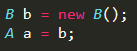 B b = new B();
A a = b;